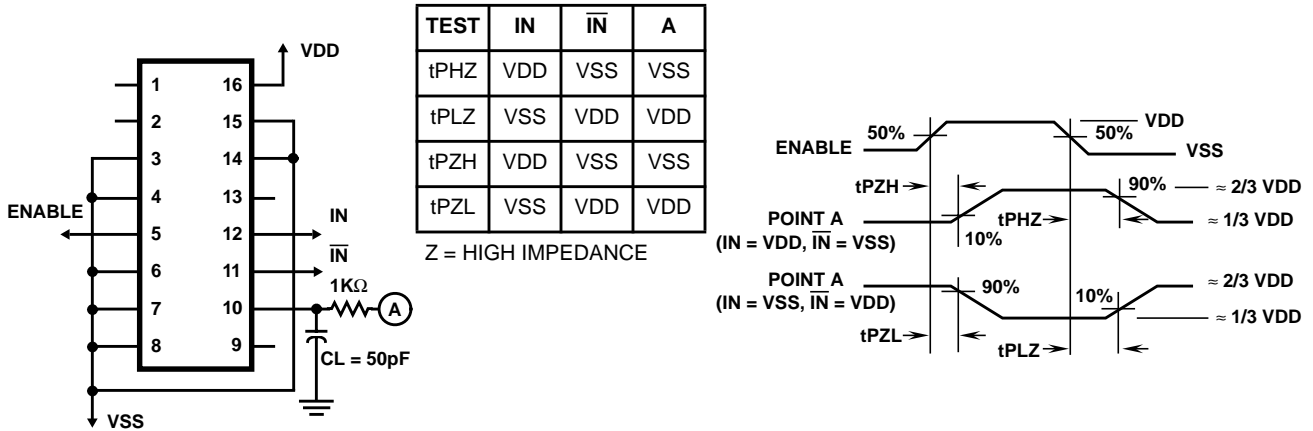 VDD
1
2
3
4
5
6
7
8
16
15
14
13
12
11
10
9
ENABLE
IN
IN
1KΩ
A
CL = 50pF
VSS
TEST IN IN A
tPHZ VDD VSS VSS
tPLZ VSS VDD VDD
tPZH VDD VSS VSS
tPZL VSS VDD VDD
Z = HIGH IMPEDANCE
ENABLE 50% 50% VDD
VSS
tPZH 90% ≈ 2/3 VDD
POINT A tPHZ ≈ 1/3 VDD
(IN = VDD, IN = VSS) 10%
POINT A 90% 10% ≈ 2/3 VDD
(IN = VSS, IN = VDD) ≈ 1/3 VDD
tPZL tPLZ